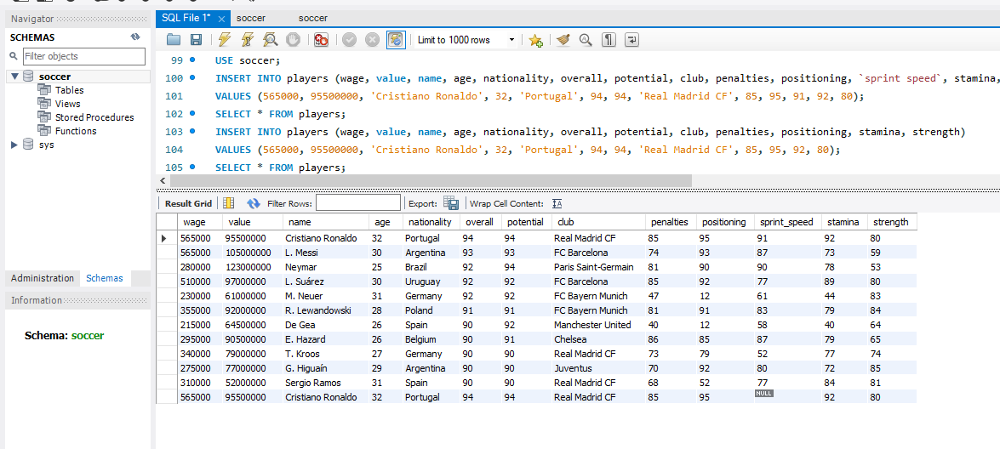 Navigator
SQL File 1* × soccer soccer
SCHEMAS
Filter objects
soccer
Tables
Views
Stored Procedures
Functions
sys
Administration Schemas
Information
Schema: soccer
Limit to 1000 rows
99 USE soccer;
100 INSERT INTO players (wage, value, name, age, nationality, overall, potential, club, penalties, positioning, `sprint speed`, stamina,
101 VALUES (565000, 95500000, 'Cristiano Ronaldo', 32, 'Portugal', 94, 94, 'Real Madrid CF', 85, 95, 91, 92, 80);
102 SELECT * FROM players;
103 INSERT INTO players (wage, value, name, age, nationality, overall, potential, club, penalties, positioning, stamina, strength)
104 VALUES (565000, 95500000, 'Cristiano Ronaldo', 32, 'Portugal', 94, 94, 'Real Madrid CF', 85, 95, 92, 80);
105 SELECT * FROM players;
Result Grid Filter Rows: Export: Wrap Cell Content:
wage value name age nationality overall potential club penalties positioning sprint_speed stamina strength
565000 95500000 Cristiano Ronaldo 32 Portugal 94 94 Real Madrid CF 85 95 91 92 80
565000 105000000 L. Messi 30 Argentina 93 93 FC Barcelona 74 93 87 73 59
280000 123000000 Neymar 25 Brazil 92 94 Paris Saint-Germain 81 90 90 78 53
510000 97000000 L. Suárez 30 Uruguay 92 92 FC Barcelona 85 92 77 89 80
230000 61000000 M. Neuer 31 Germany 92 92 FC Bayern Munich 47 12 61 44 83
355000 92000000 R. Lewandowski 28 Poland 91 91 FC Bayern Munich 81 91 83 79 84
215000 64500000 De Gea 26 Spain 90 92 Manchester United 40 12 58 40 64
295000 90500000 E. Hazard 26 Belgium 90 91 Chelsea 86 85 87 79 65
340000 79000000 T. Kroos 27 Germany 90 90 Real Madrid CF 73 79 52 77 74
275000 77000000 G. Higuaín 29 Argentina 90 90 Juventus 70 92 80 72 85
310000 52000000 Sergio Ramos 31 Spain 90 90 Real Madrid CF 68 52 77 84 81
565000 95500000 Cristiano Ronaldo 32 Portugal 94 94 Real Madrid CF 85 95 NULL 92 80